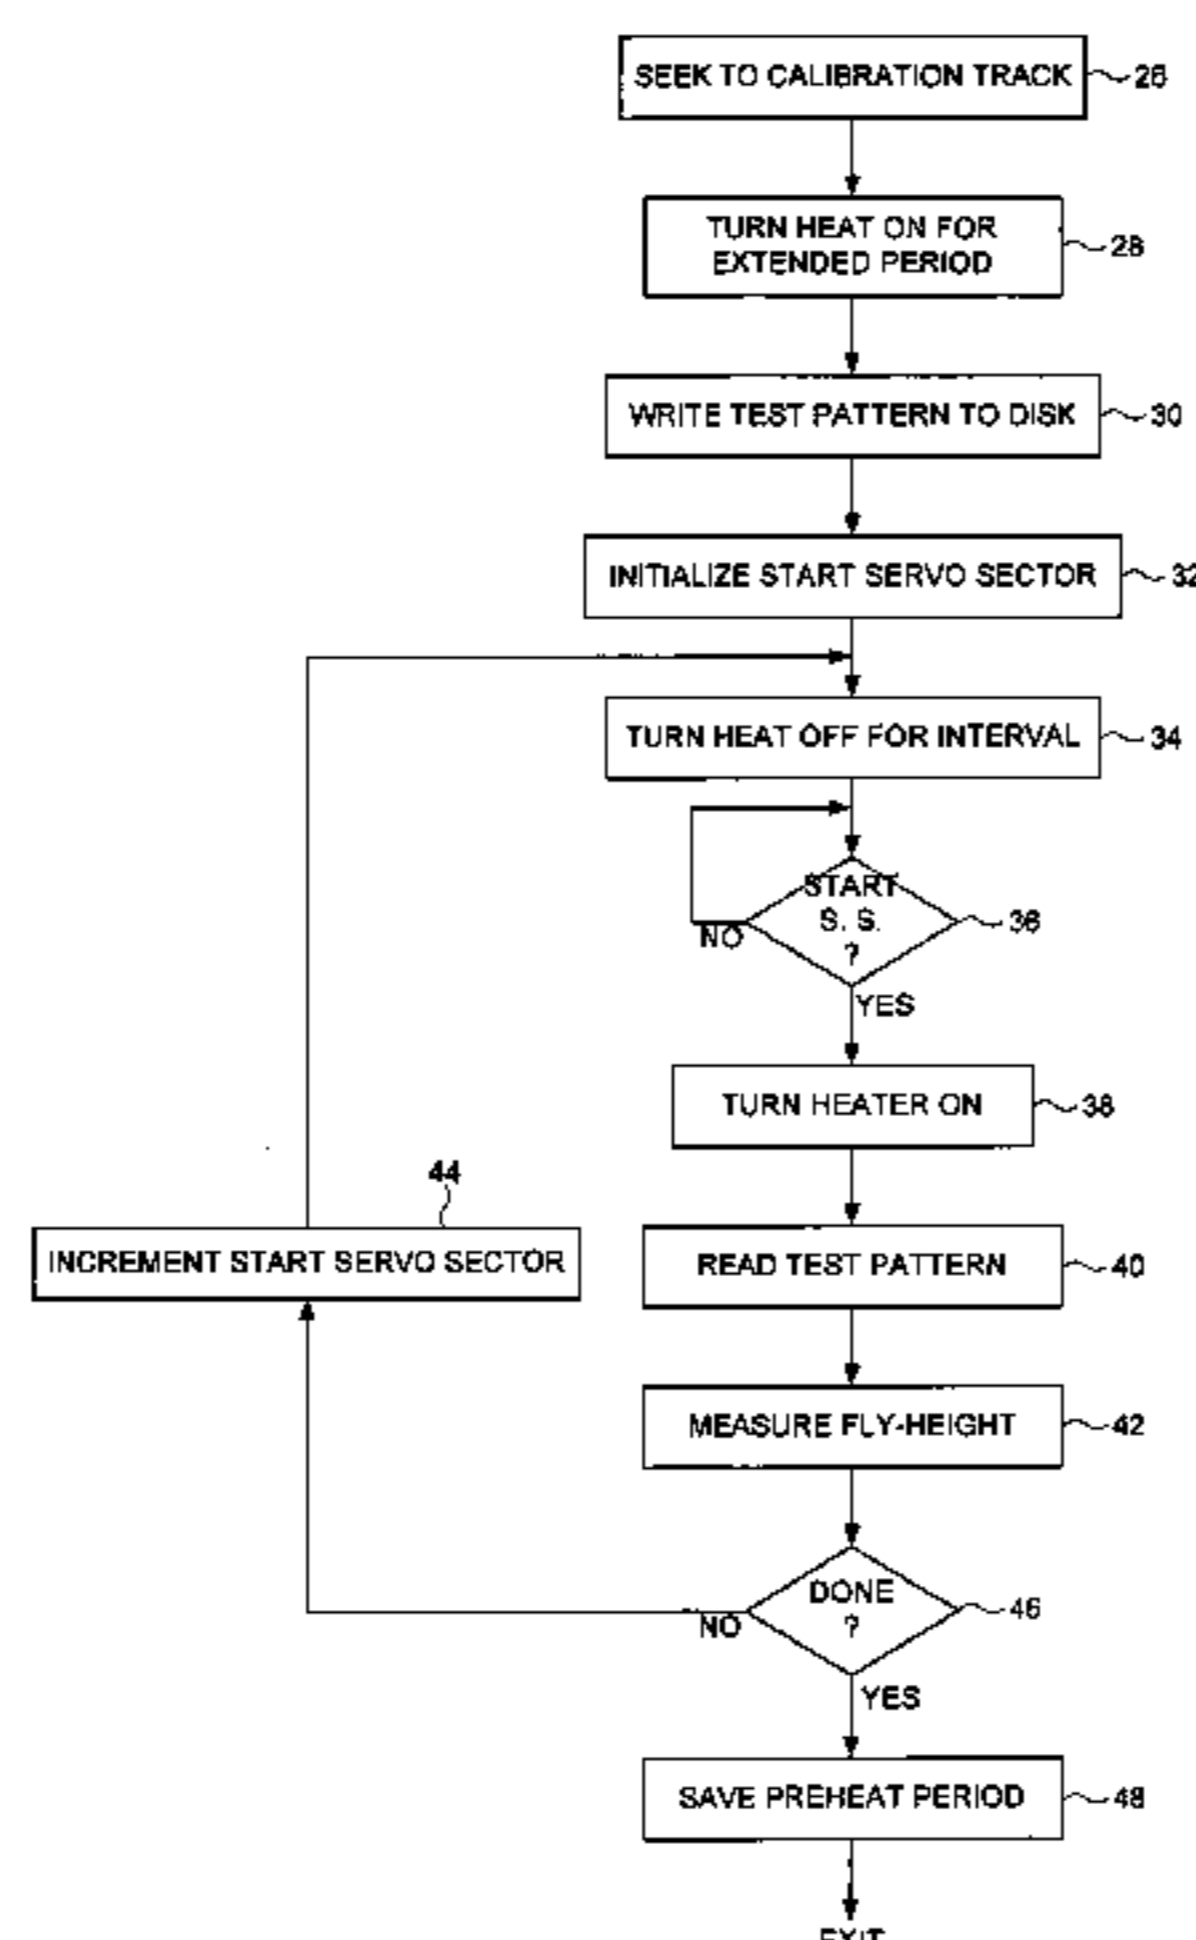 SEEK TO CALIBRATION TRACK
26
TURN HEAT ON FOR
EXTENDED PERIOD
28
WRITE TEST PATTERN TO DISK
30
INITIALIZE START SERVO SECTOR
32
TURN HEAT OFF FOR INTERVAL
34
START
S. S.
?
36
NO
YES
TURN HEATER ON
38
44
INCREMENT START SERVO SECTOR
READ TEST PATTERN
40
MEASURE FLY-HEIGHT
42
DONE
?
46
NO
YES
SAVE PREHEAT PERIOD
48
EXIT